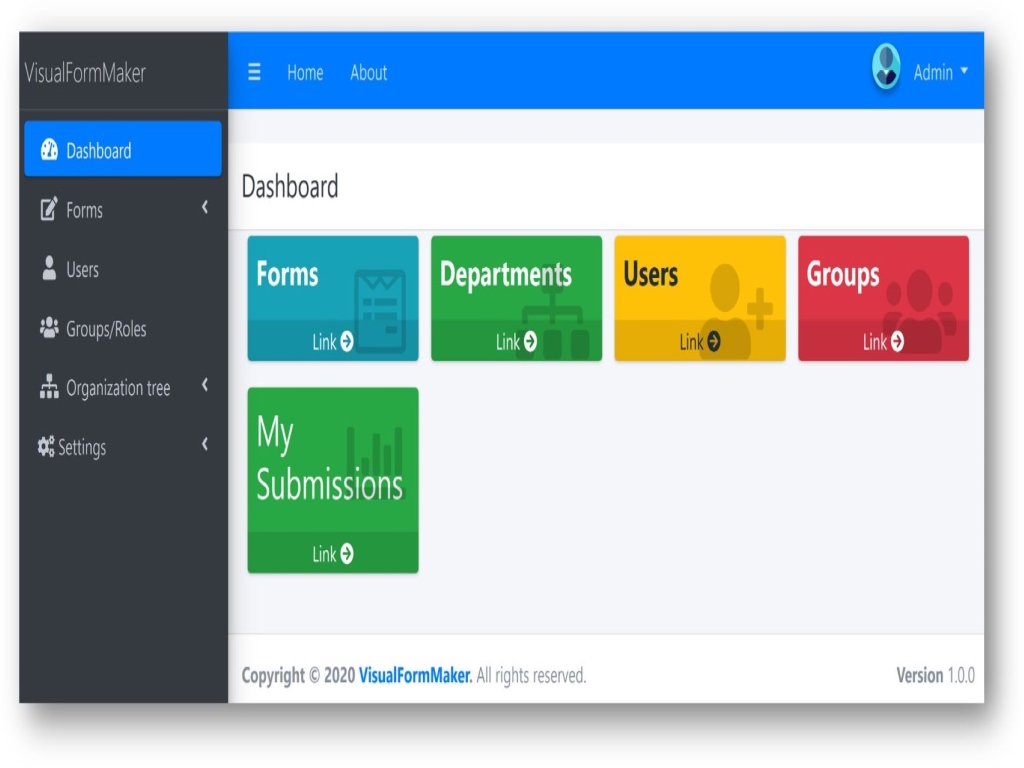 VisualFormMaker
Home
About
Admin
Dashboard
Forms
Users
Groups/Roles
Organization tree
Settings
Dashboard
Forms
Link
Departments
Link
Users
Link
Groups
Link
My
Submissions
Link
Copyright © 2020 VisualFormMaker. All rights reserved.
Version 1.0.0